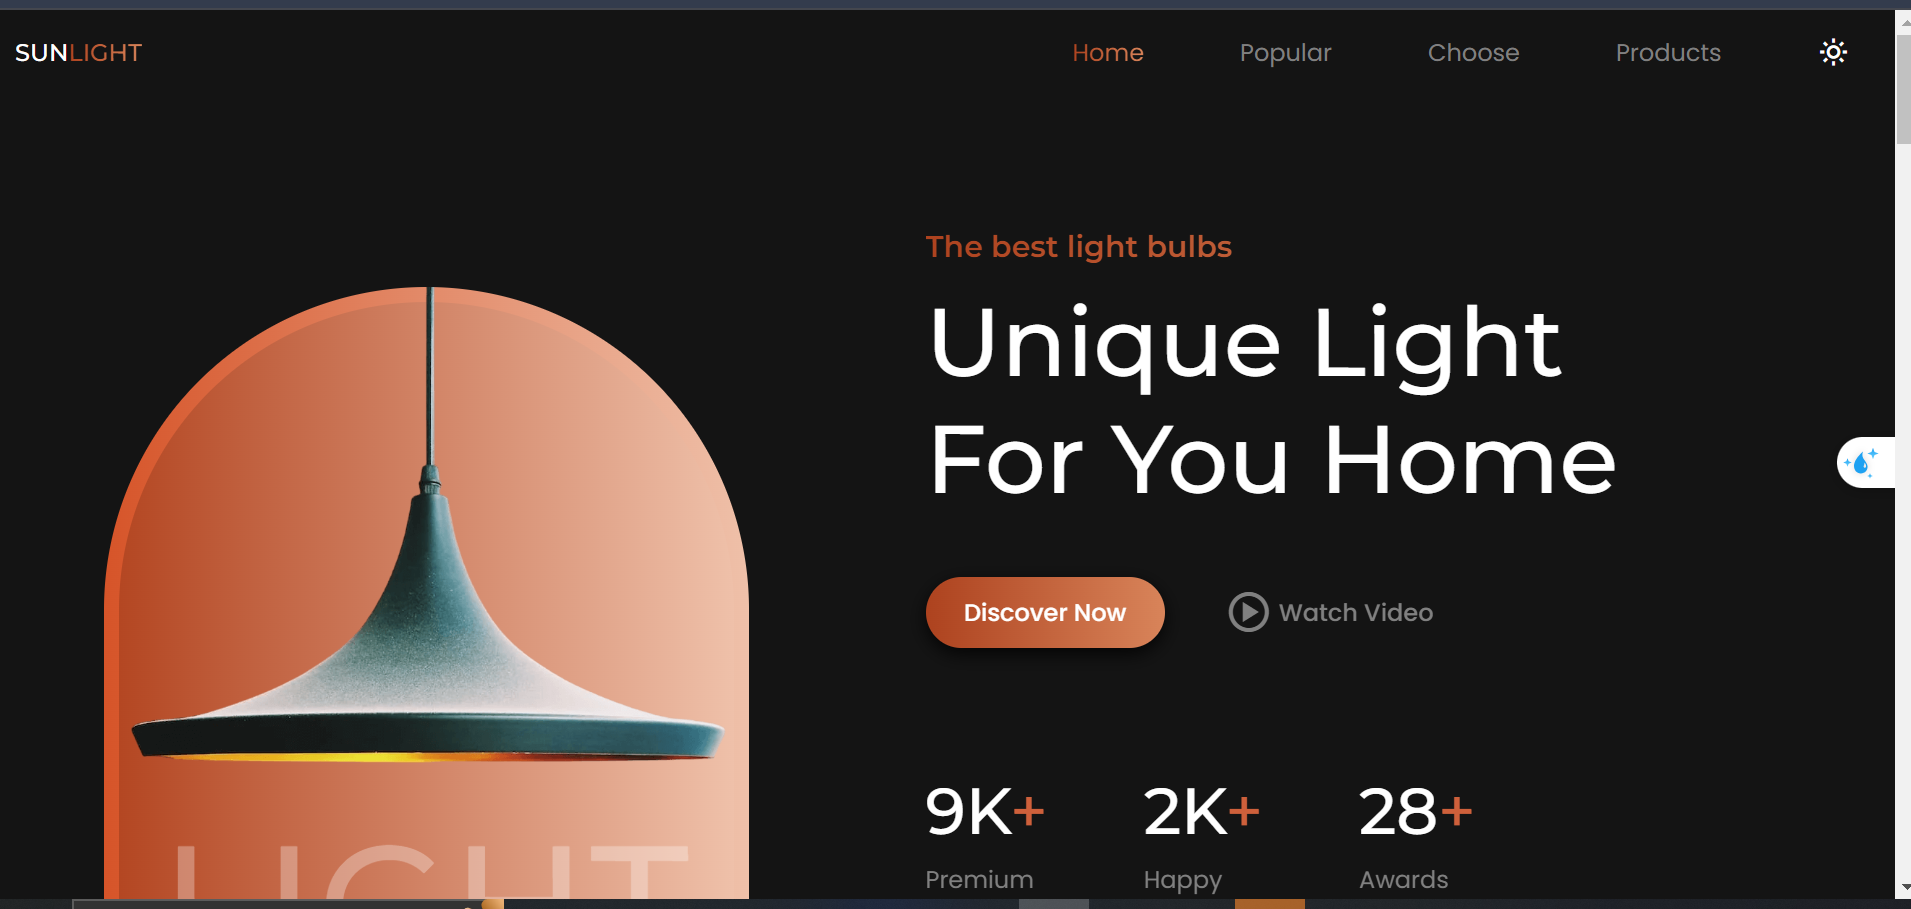 SUNLIGHT
Home Popular Choose Products
The best light bulbs
Unique Light
For You Home
Discover Now Watch Video
9K+ 2K+ 28+
Premium Happy Awards
LIGHT